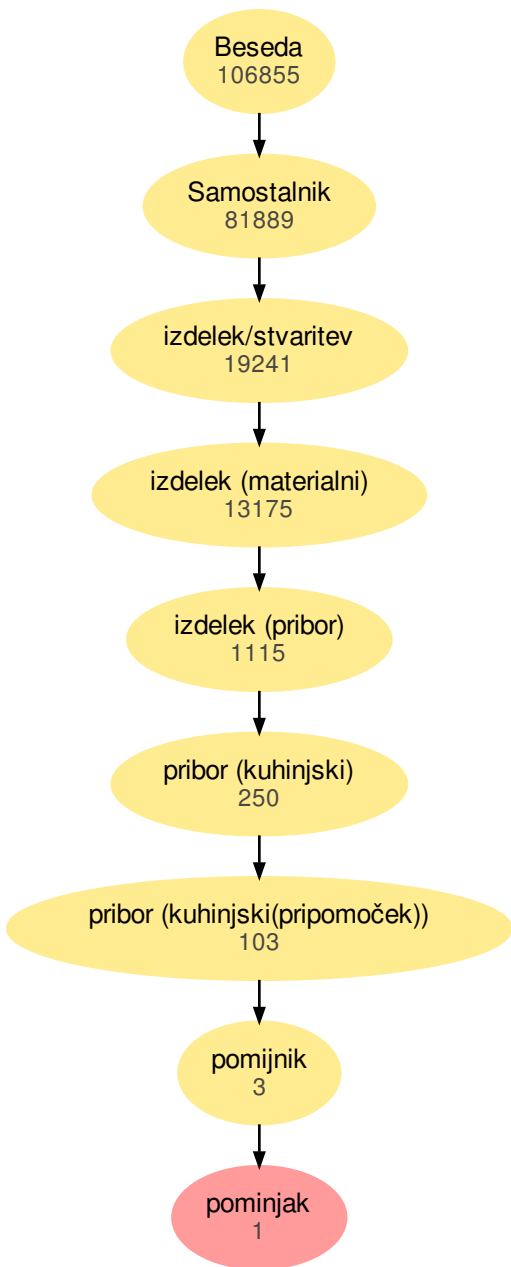 Beseda
106855
Samostalnik
81889
izdelek/stvaritev
19241
izdelek (materialni)
13175
izdelek (pribor)
1115
pribor (kuhinjski)
250
pribor (kuhinjski(pripomoček))
103
pomijnik
3
pominjak
1